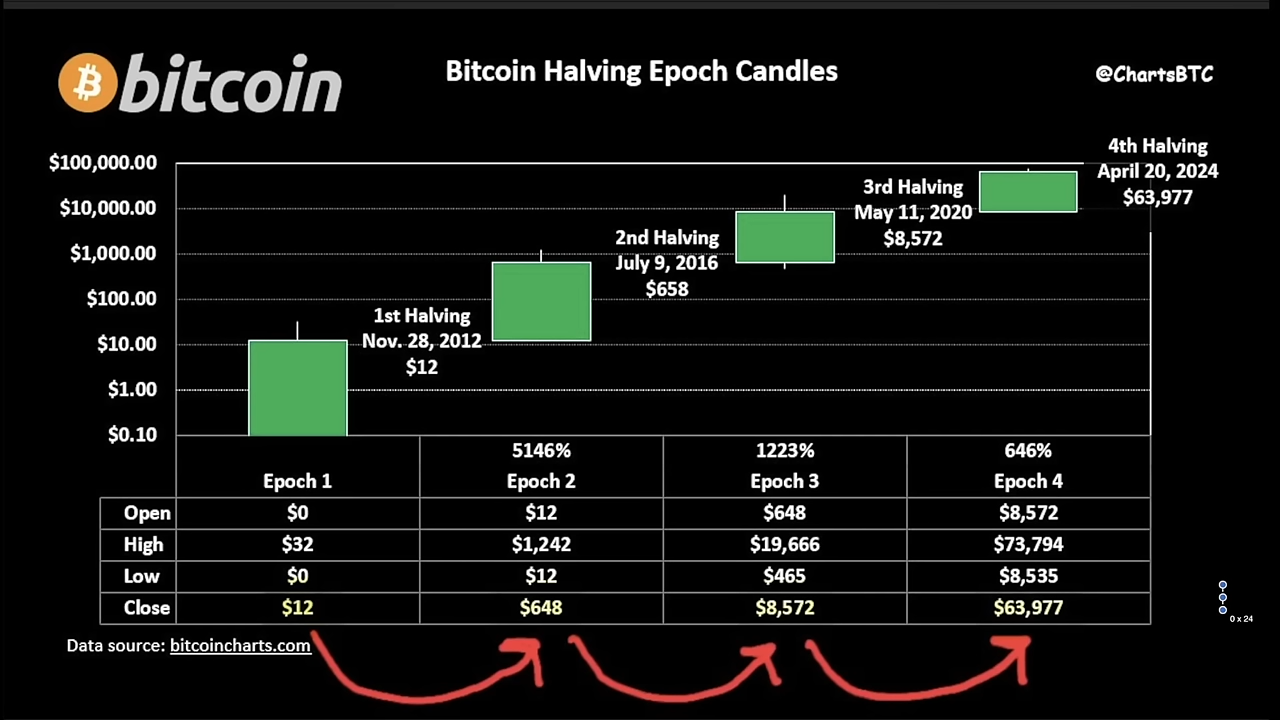 bitcoin
Bitcoin Halving Epoch Candles
@ChartsBTC
$100,000.00
$10,000.00
$1,000.00
$100.00
$10.00
$1.00
$0.10
1st Halving
Nov. 28, 2012
$12
2nd Halving
July 9, 2016
$658
3rd Halving
May 11, 2020
$8,572
4th Halving
April 20, 2024
$63,977
5146% 1223% 646%
Epoch 1 Epoch 2 Epoch 3 Epoch 4
Open $0 $12 $648 $8,572
High $32 $1,242 $19,666 $73,794
Low $0 $12 $465 $8,535
Close $12 $648 $8,572 $63,977
Data source: bitcoincharts.com
0 x 24